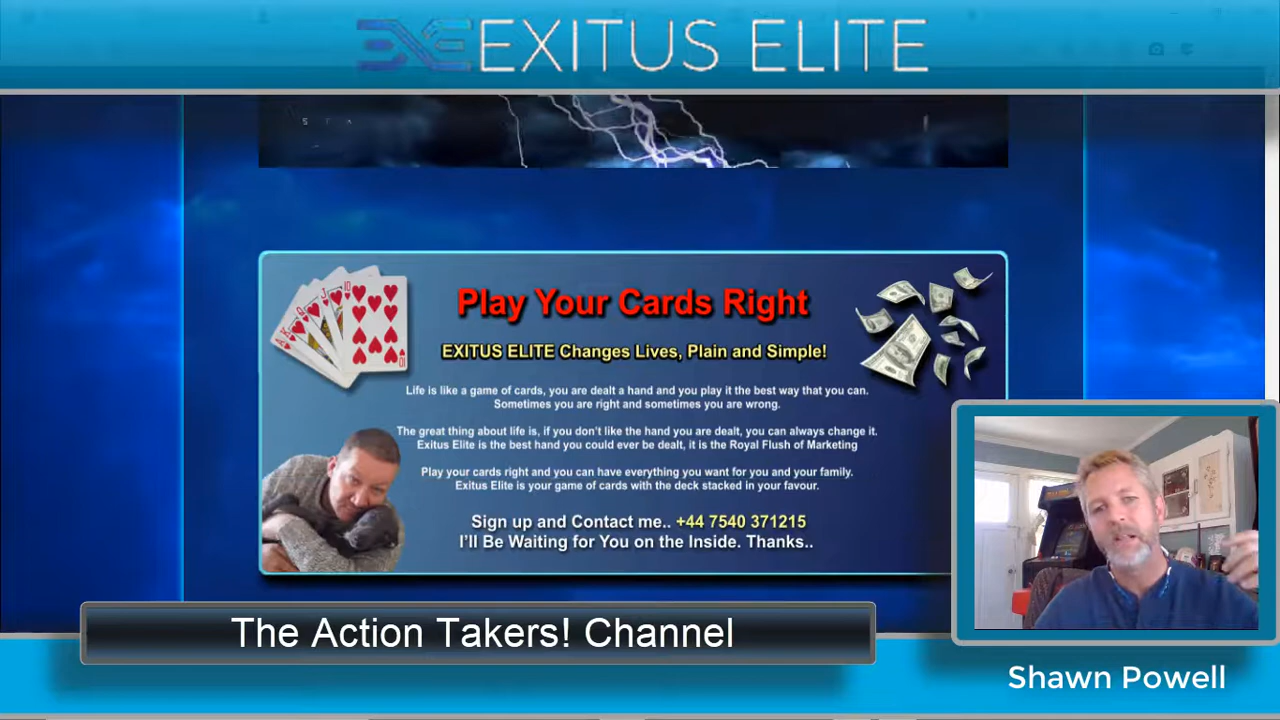 EXITUS ELITE
Play Your Cards Right
EXITUS ELITE Changes Lives, Plain and Simple!
Life is like a game of cards, you are dealt a hand and you play it the best way that you can.
Sometimes you are right and sometimes you are wrong.
The great thing about life is, if you don't like the hand you are dealt, you can always change it.
Exitus Elite is the best hand you could ever be dealt, it is the Royal Flush of Marketing
Play your cards right and you can have everything you want for you and your family.
Exitus Elite is your game of cards with the deck stacked in your favour.
Sign up and Contact me.. +44 7540 371215
I'll Be Waiting for You on the Inside. Thanks..
The Action Takers! Channel
Shawn Powell